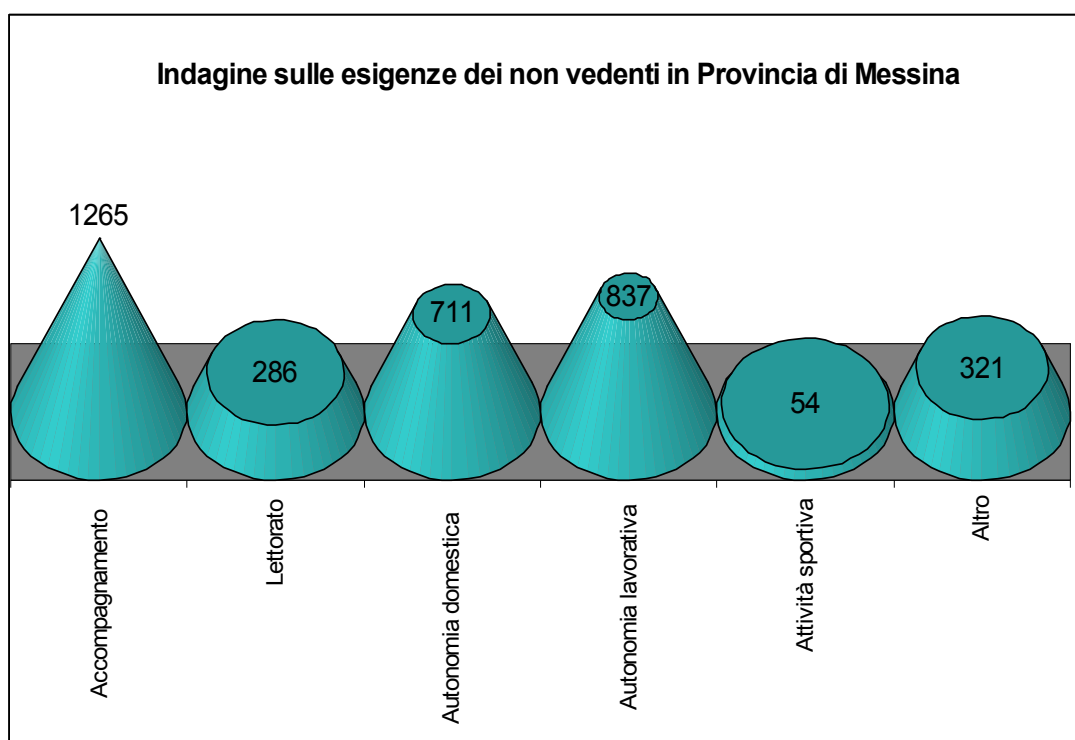 Indagine sulle esigenze dei non vedenti in Provincia di Messina
1265
286
711
837
54
321
Accompagnamento
Lettorato
Autonomia domestica
Autonomia lavorativa
Attività sportiva
Altro